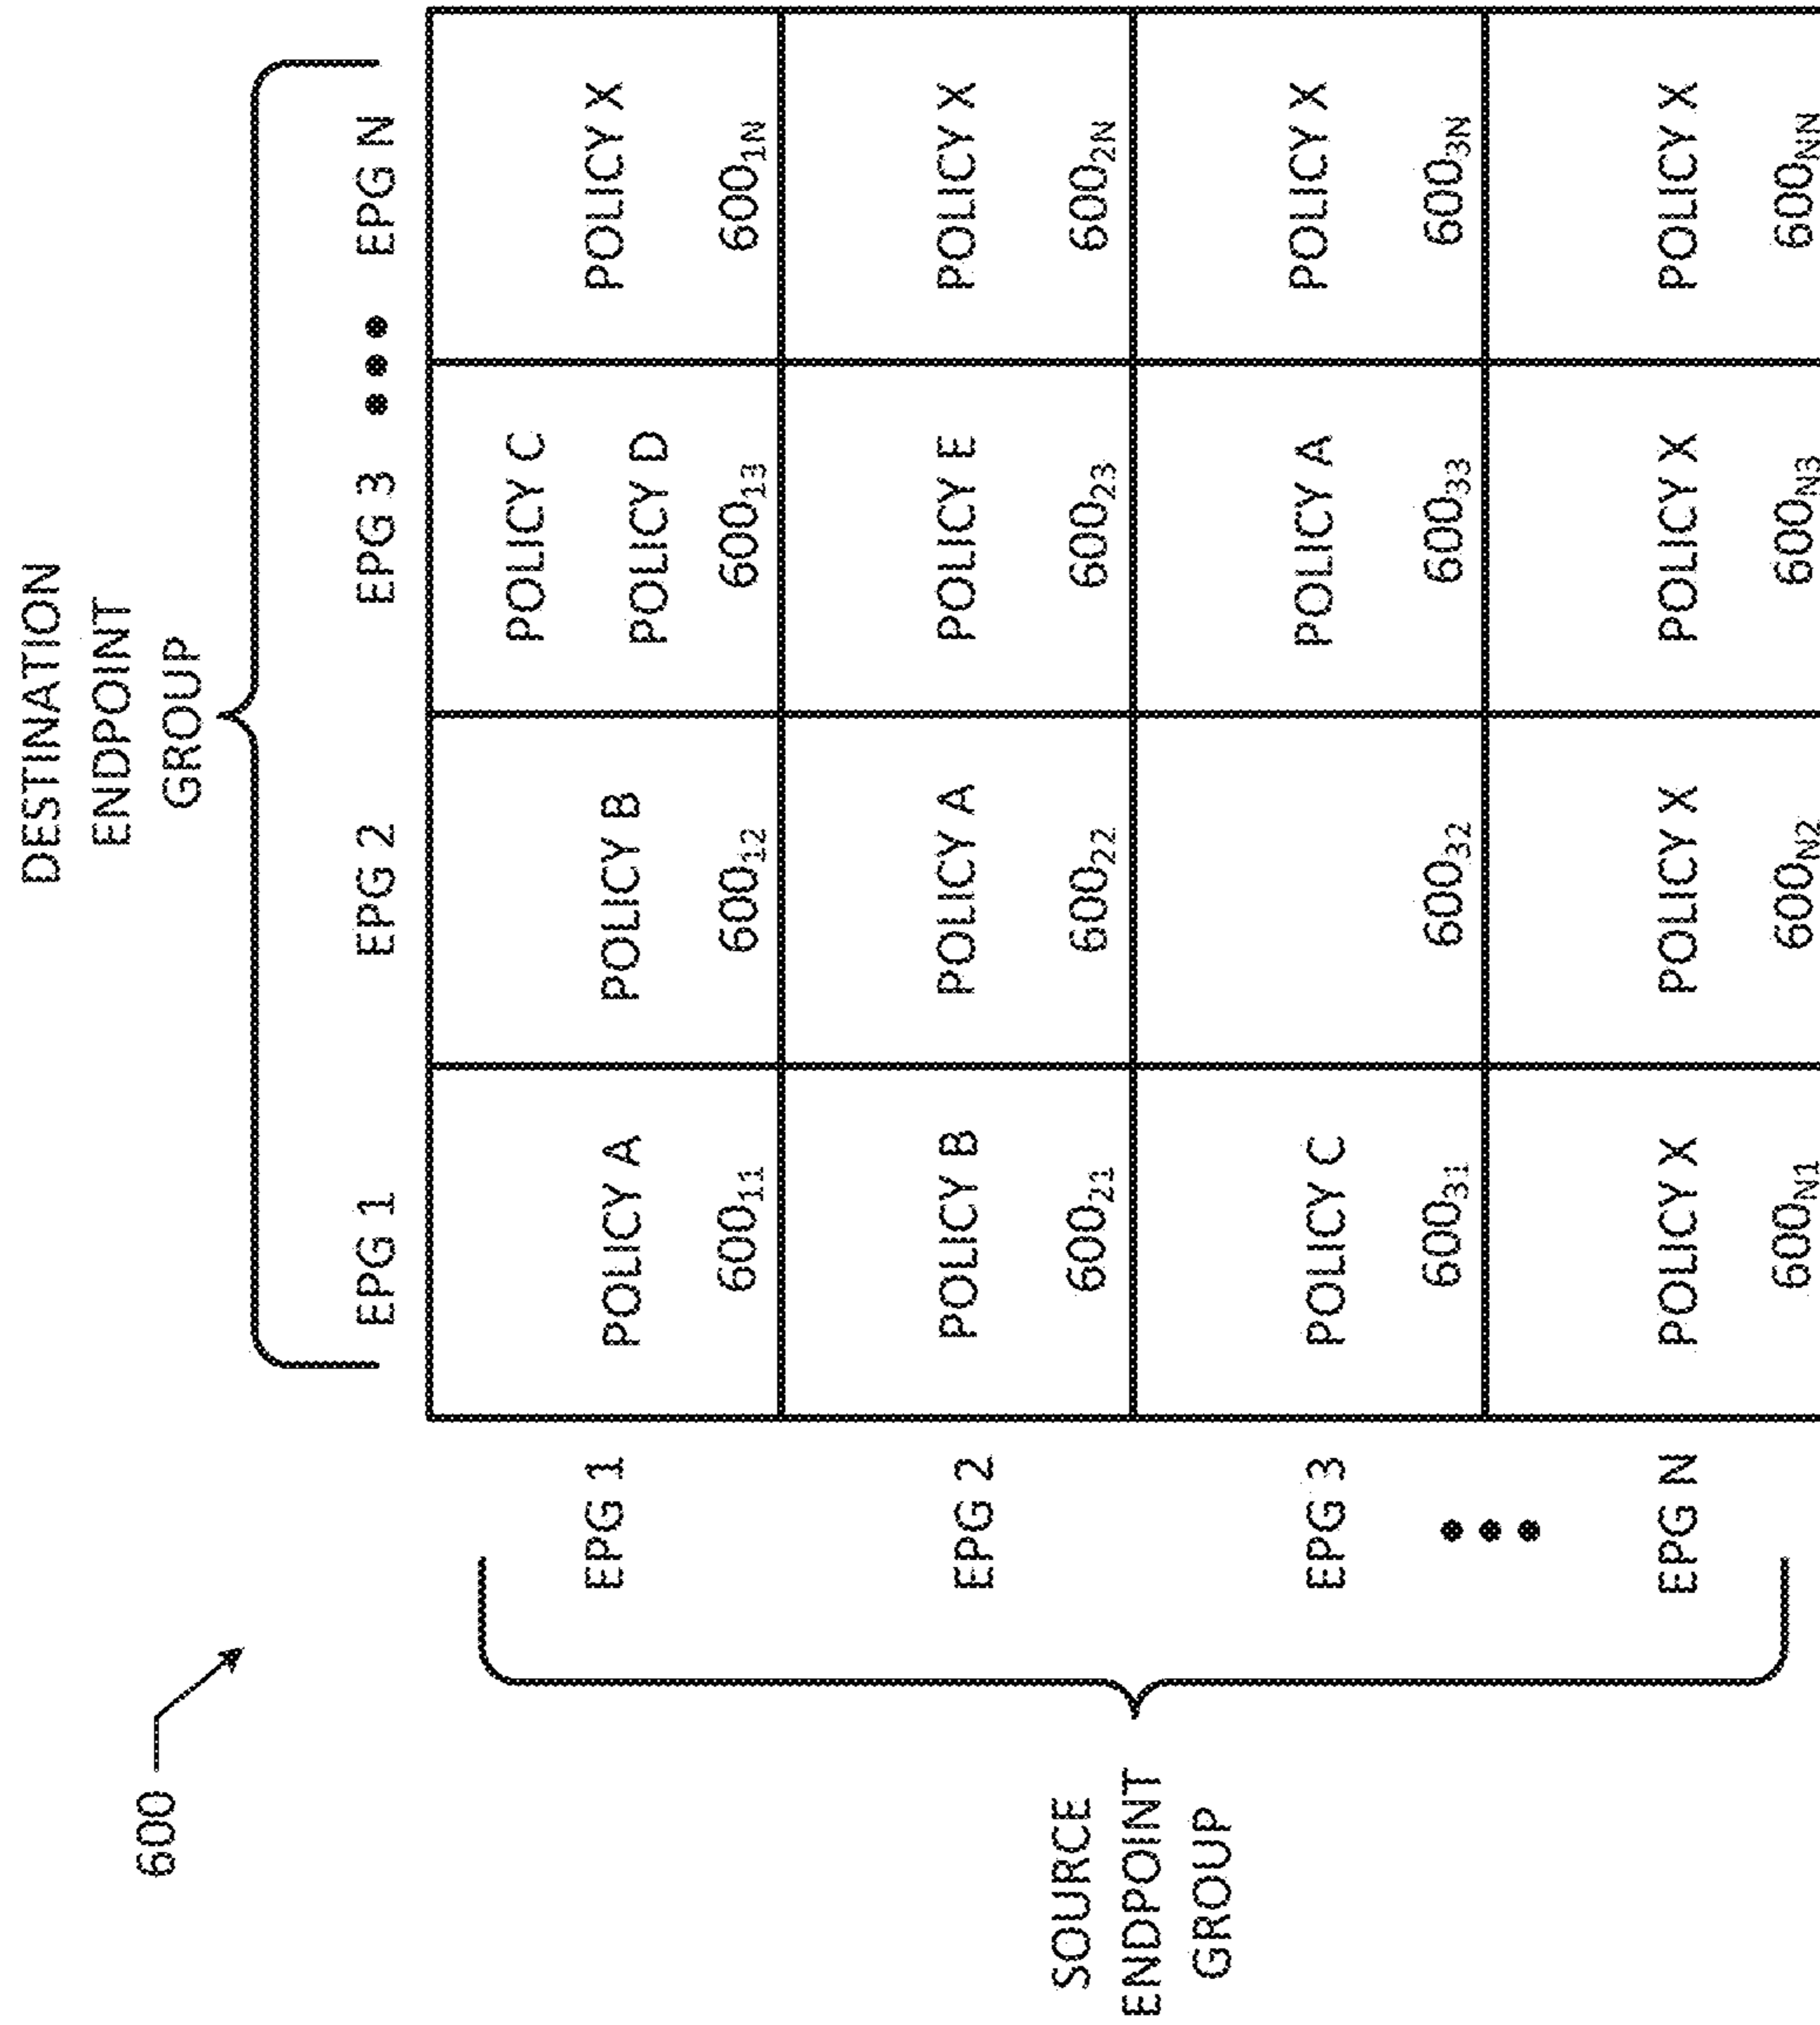 600
DESTINATION
ENDPOINT
GROUP
EPG 1 EPG 2 EPG 3 ••• EPG N
SOURCE
ENDPOINT
GROUP
EPG 1
POLICY A
600₁₁
POLICY B
600₁₂
POLICY C
POLICY D
600₁₃
POLICY X
600₁N
EPG 2
POLICY B
600₂₁
POLICY A
600₂₂
POLICY E
600₂₃
POLICY X
600₂N
EPG 3
POLICY C
600₃₁
600₃₂
POLICY A
600₃₃
POLICY X
600₃N
•••
EPG N
POLICY X
600N₁
POLICY X
600N₂
POLICY X
600N₃
POLICY X
600NN